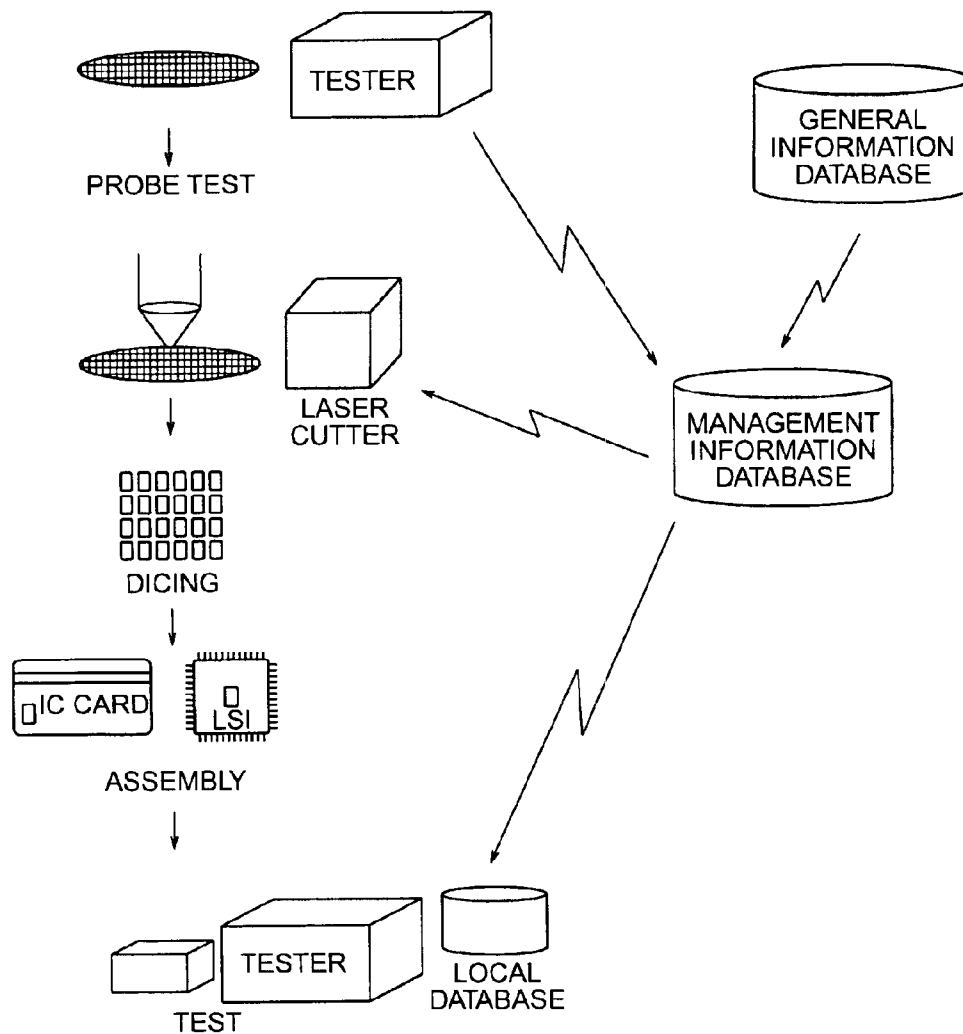 TESTER
GENERAL
INFORMATION
DATABASE
PROBE TEST
LASER
CUTTER
MANAGEMENT
INFORMATION
DATABASE
DICING
IC CARD
LSI
ASSEMBLY
TESTER
LOCAL
DATABASE
TEST